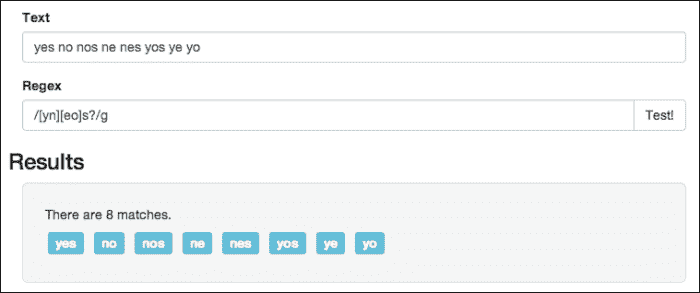 Text
yes no nos ne nes yos ye yo
Regex
/[yn][eo]s?/g Test!
Results
There are 8 matches.
yes no nos ne nes yos ye yo